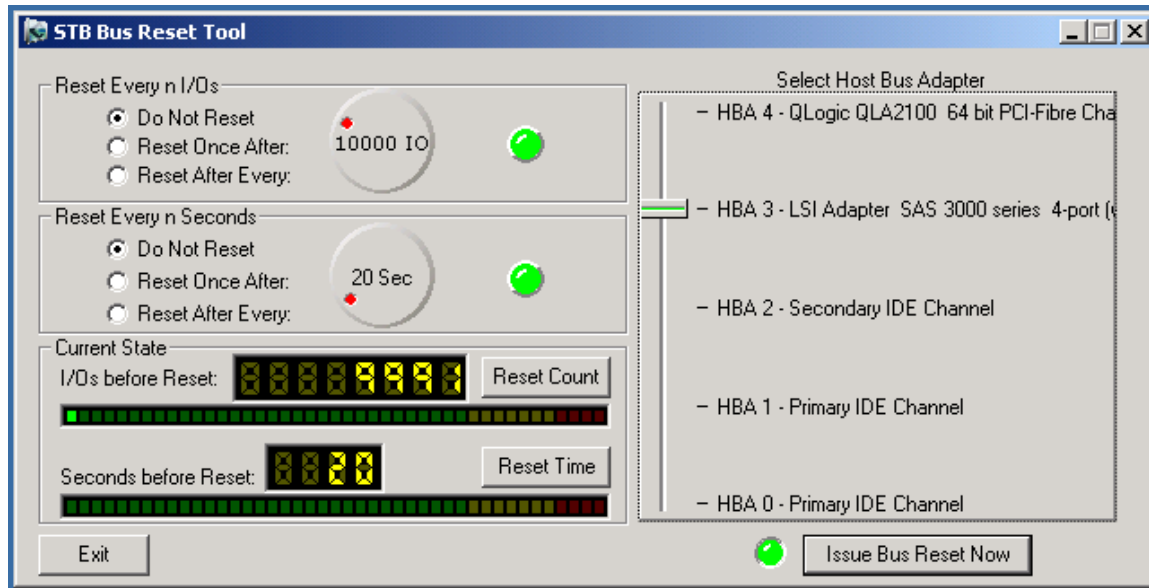 STB Bus Reset Tool
Reset Every n I/Os
Do Not Reset
Reset Once After:
Reset After Every:
10000 IO
Reset Every n Seconds
Do Not Reset
Reset Once After:
Reset After Every:
20 Sec
Current State
I/Os before Reset:
Reset Count
Seconds before Reset:
20
Reset Time
Exit
Select Host Bus Adapter
HBA 4 - QLogic QLA2100 64 bit PCI-Fibre Cha
HBA 3 - LSI Adapter SAS 3000 series 4-port (
HBA 2 - Secondary IDE Channel
HBA 1 - Primary IDE Channel
HBA 0 - Primary IDE Channel
Issue Bus Reset Now